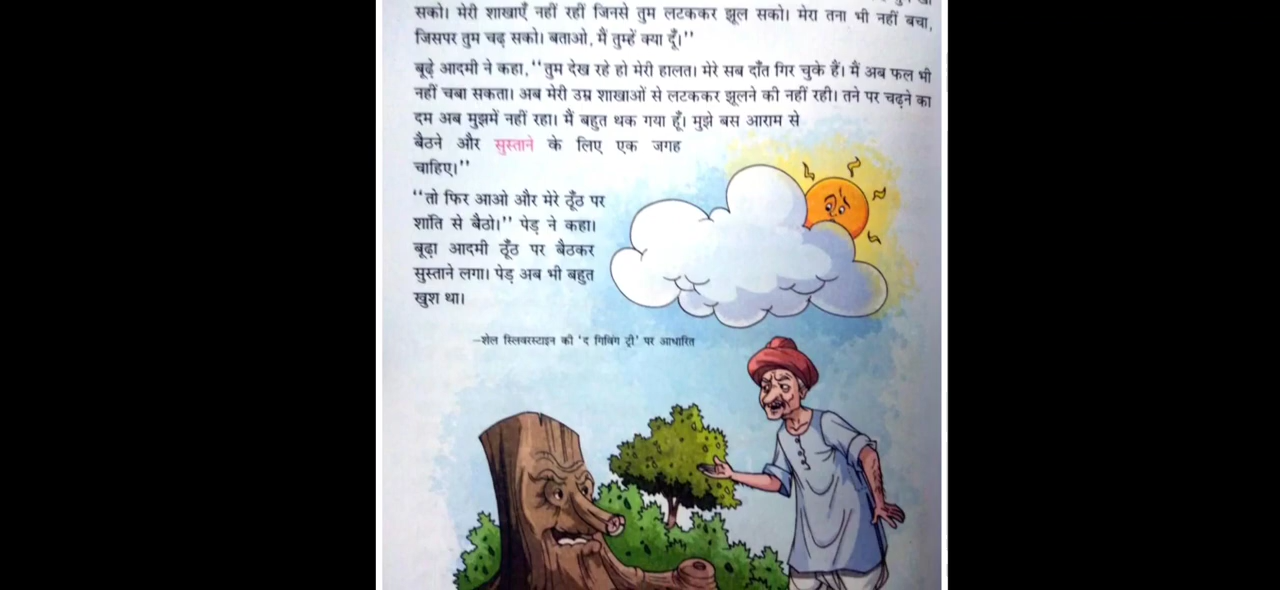 सको। मेरी शाखाएँ नहीं रहीं जिनसे तुम लटककर झूल सको। मेरा तना भी नहीं बचा,
जिसपर तुम चढ़ सको। बताओ, मैं तुम्हें क्या दूँ।"
बूढ़े आदमी ने कहा, "तुम देख रहे हो मेरी हालत। मेरे सब दाँत गिर चुके हैं। मैं अब फल भी
नहीं चबा सकता। अब मेरी उम्र शाखाओं से लटककर झूलने की नहीं रही। तने पर चढ़ने का
दम अब मुझमें नहीं रहा। मैं बहुत थक गया हूँ। मुझे बस आराम से
बैठने और सुस्ताने के लिए एक जगह
चाहिए।"
"तो फिर आओ और मेरे ठूँठ पर
शांति से बैठो।" पेड़ ने कहा।
बूढ़ा आदमी ठूँठ पर बैठकर
सुस्ताने लगा। पेड़ अब भी बहुत
खुश था।
–शेल स्लिवरस्टाइन की 'द गिविंग ट्री' पर आधारित